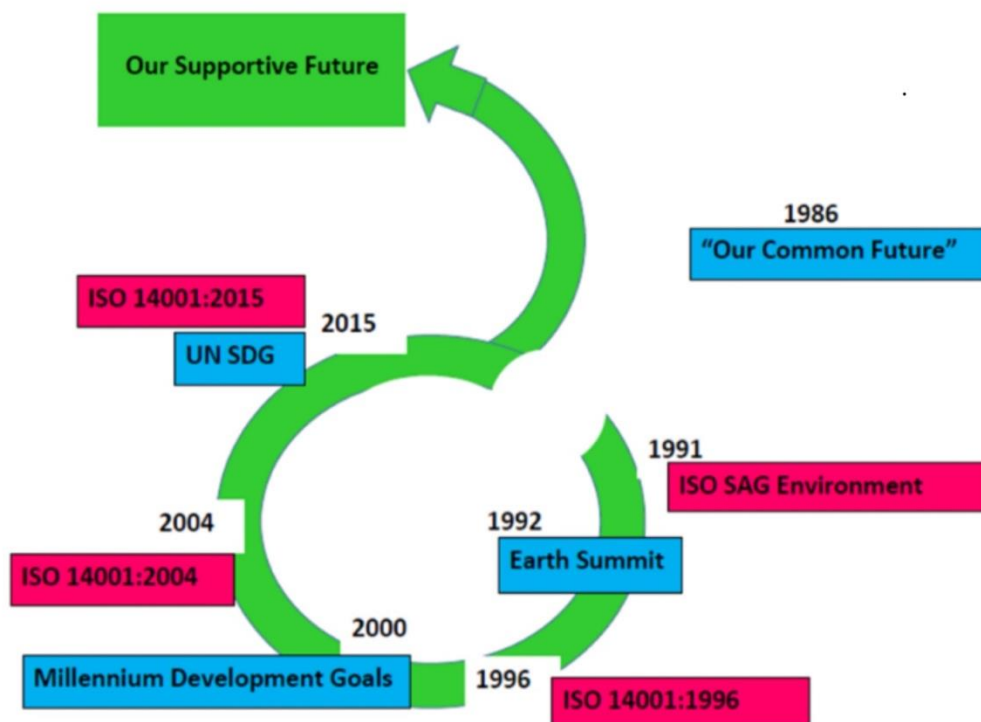 Our Supportive Future
1986
“Our Common Future”
ISO 14001:2015
2015
UN SDG
1991
ISO SAG Environment
2004
1992
Earth Summit
ISO 14001:2004
2000
Millennium Development Goals
1996
ISO 14001:1996